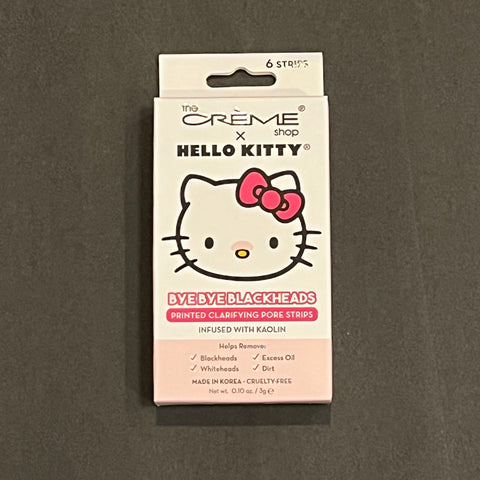 6 STRIPS
The
CRÈME®
shop
×
HELLO KITTY®
BYE BYE BLACKHEADS
PRINTED CLARIFYING PORE STRIPS
INFUSED WITH KAOLIN
Helps Remove:
✓ Blackheads ✓ Excess Oil
✓ Whiteheads ✓ Dirt
MADE IN KOREA · CRUELTY-FREE
Net wt. 0.10 oz. / 3g ℮